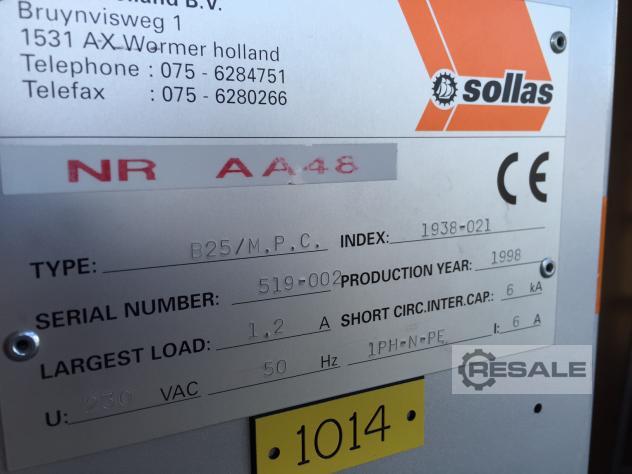 B.V.
Bruynvisweg 1
1531 AX Wormer holland
Telephone : 075 - 6284751
Telefax : 075 - 6280266
sollas
NR AA48
CE
TYPE: B25/M.P.C. INDEX: 1938-021
SERIAL NUMBER: 519-002 PRODUCTION YEAR: 1998
LARGEST LOAD: 1,2 A SHORT CIRC.INTER.CAP.: 6 kA
U: 230 VAC 50 Hz 1PH-N-PE I: 6 A
1014
RESALE